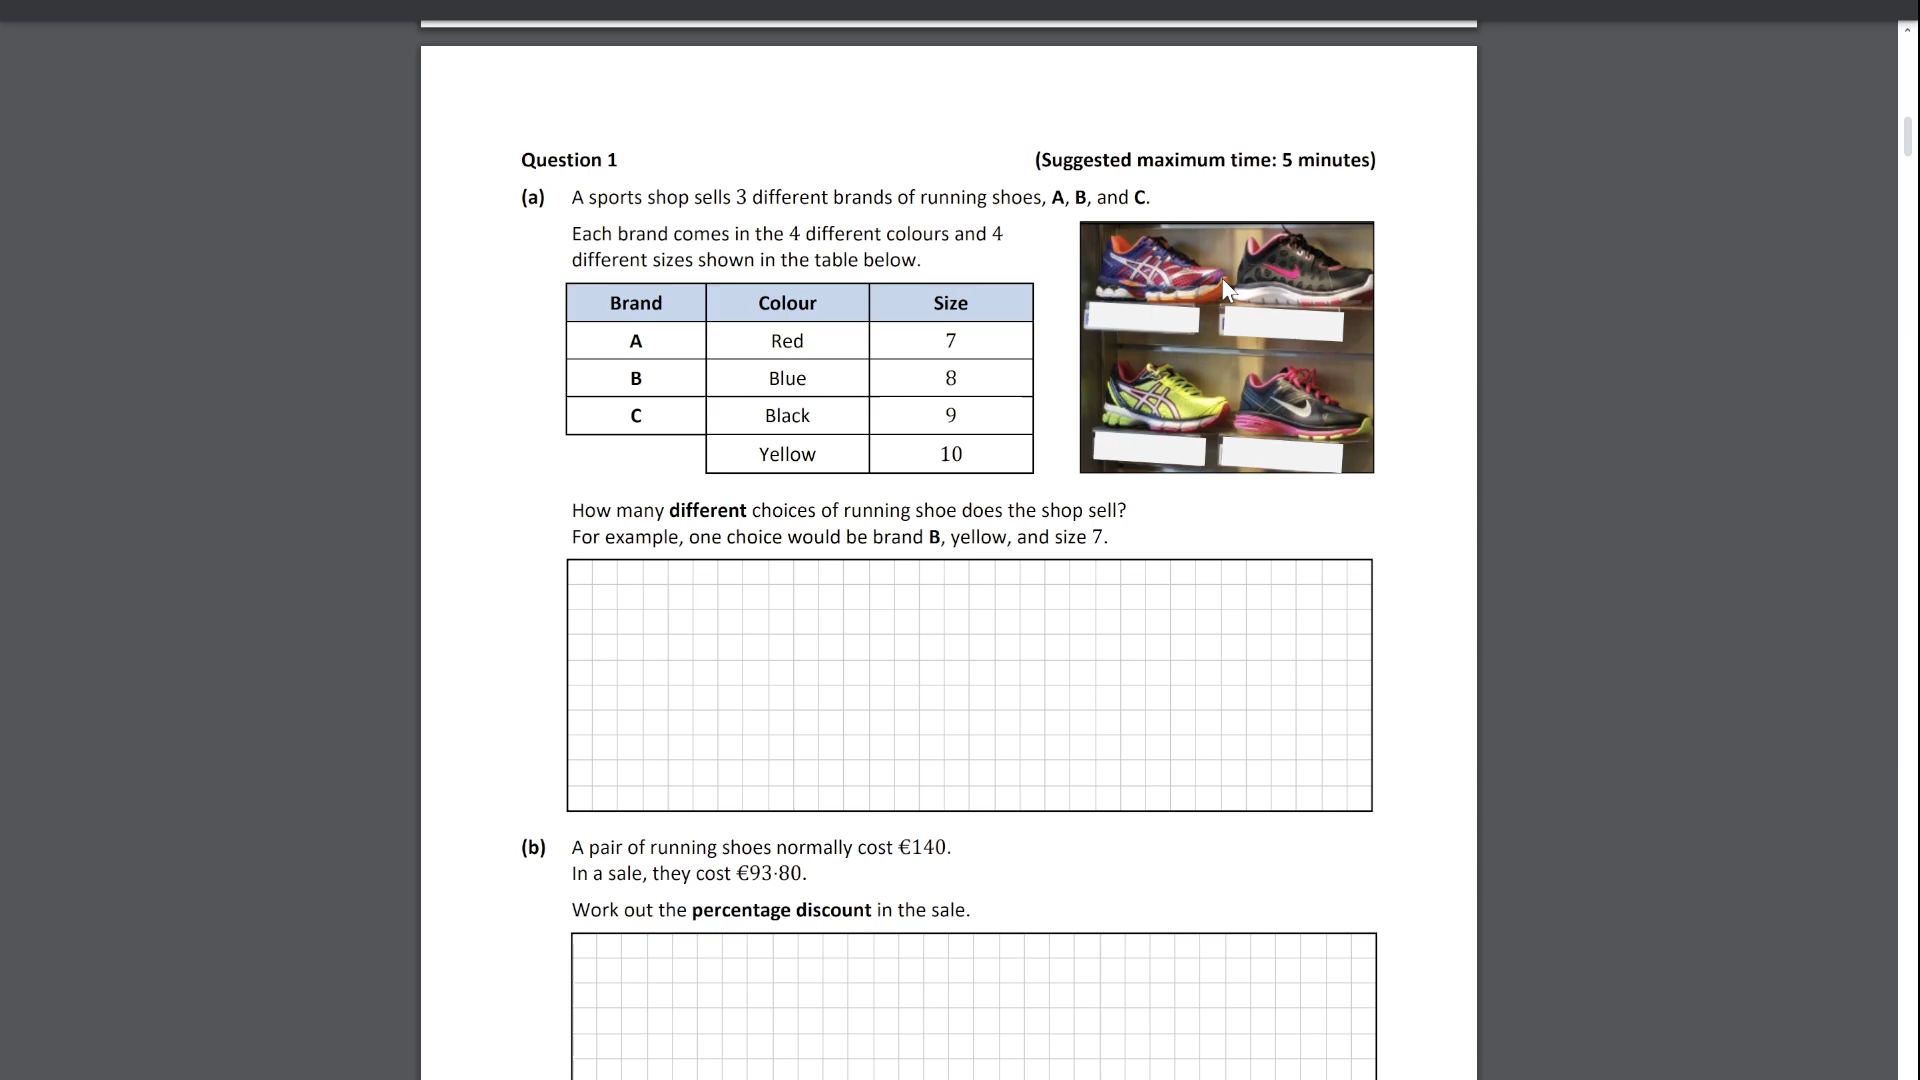 Question 1
(Suggested maximum time: 5 minutes)
(a) A sports shop sells 3 different brands of running shoes, A, B, and C.
Each brand comes in the 4 different colours and 4
different sizes shown in the table below.
Brand Colour Size
A Red 7
B Blue 8
C Black 9
Yellow 10
How many different choices of running shoe does the shop sell?
For example, one choice would be brand B, yellow, and size 7.
(b) A pair of running shoes normally cost €140.
In a sale, they cost €93·80.
Work out the percentage discount in the sale.